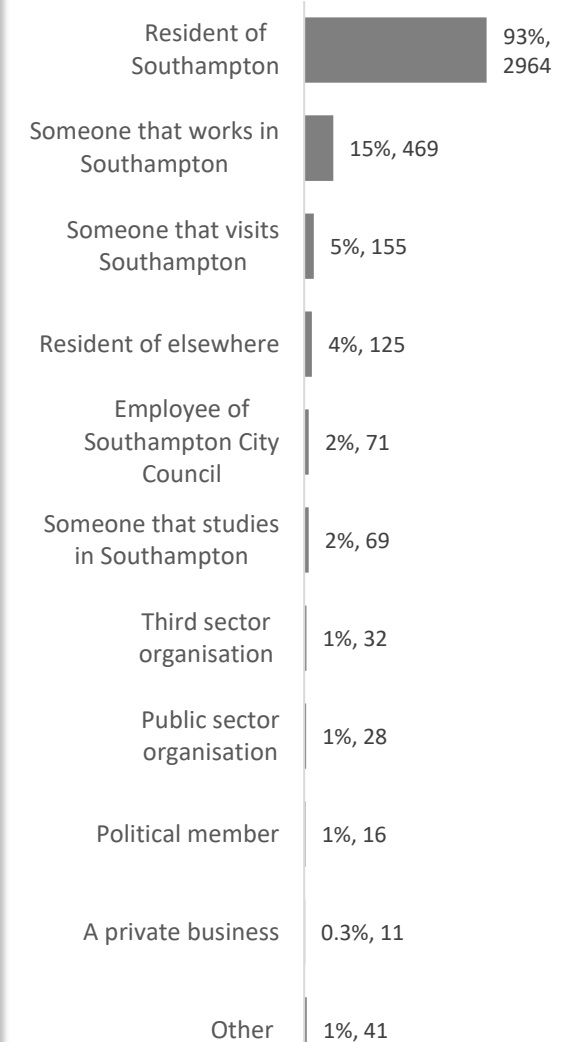 Resident of
Southampton
93%,
2964
Someone that works in
Southampton
15%, 469
Someone that visits
Southampton
5%, 155
Resident of elsewhere
4%, 125
Employee of
Southampton City
Council
2%, 71
Someone that studies
in Southampton
2%, 69
Third sector
organisation
1%, 32
Public sector
organisation
1%, 28
Political member
1%, 16
A private business
0.3%, 11
Other
1%, 41